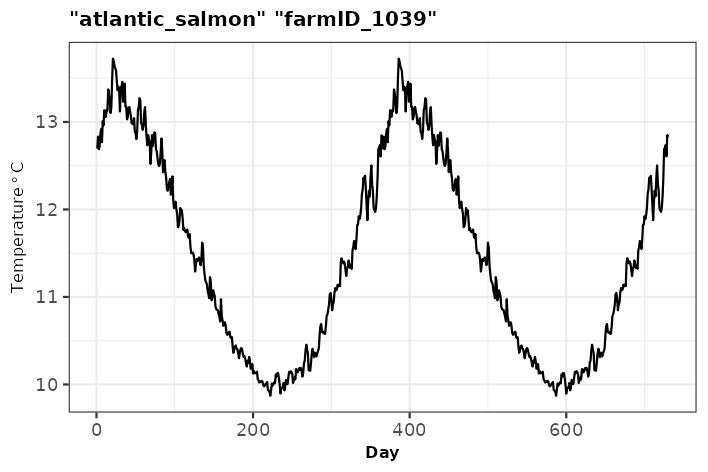 "atlantic_salmon" "farmID_1039"
13
12
11
10
Temperature ° C
0 200 400 600
Day